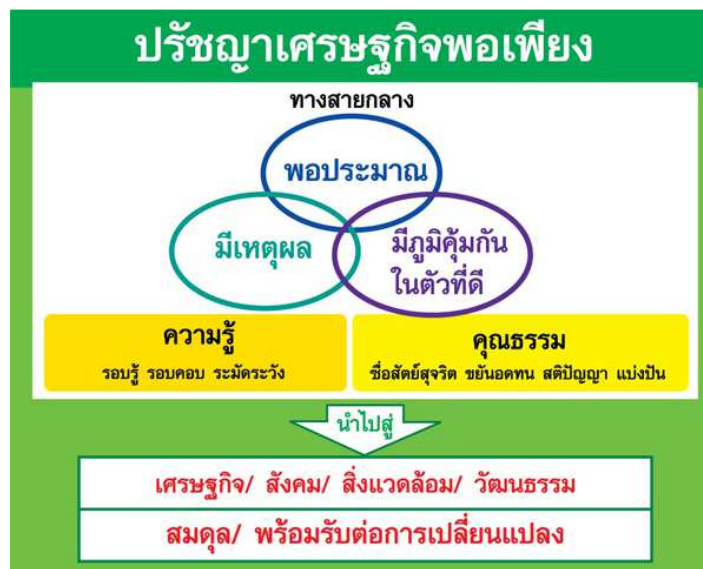 ปรัชญาเศรษฐกิจพอเพียง
ทางสายกลาง
พอประมาณ
มีเหตุผล
มีภูมิคุ้มกัน
ในตัวที่ดี
ความรู้
รอบรู้ รอบคอบ ระมัดระวัง
คุณธรรม
ซื่อสัตย์สุจริต ขยันอดทน สติปัญญา แบ่งปัน
นำไปสู่
เศรษฐกิจ/ สังคม/ สิ่งแวดล้อม/ วัฒนธรรม
สมดุล/ พร้อมรับต่อการเปลี่ยนแปลง